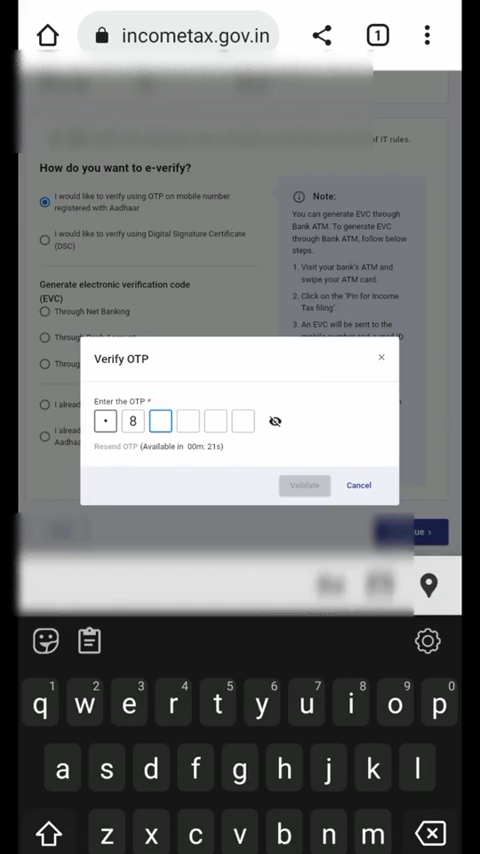 incometax.gov.in
1
of IT rules.
How do you want to e-verify?
I would like to verify using OTP on mobile number
registered with Aadhaar
I would like to verify using Digital Signature Certificate
(DSC)
Note:
You can generate EVC through
Bank ATM. To generate EVC
through Bank ATM, follow below
steps.
1. Visit your bank's ATM and
swipe your ATM card.
2. Click on the 'Pin for Income
Tax filing'.
3. An EVC will be sent to the
Generate electronic verification code
(EVC)
Through Net Banking
Through Bank Account
Throug
I alread
I alread
Aadhaa
Verify OTP
×
Enter the OTP *
• 8
Resend OTP (Available in 00m: 21s)
Validate
Cancel
ue ›
1 2 3 4 5 6 7 8 9 0
q w e r t y u i o p
a s d f g h j k l
z x c v b n m